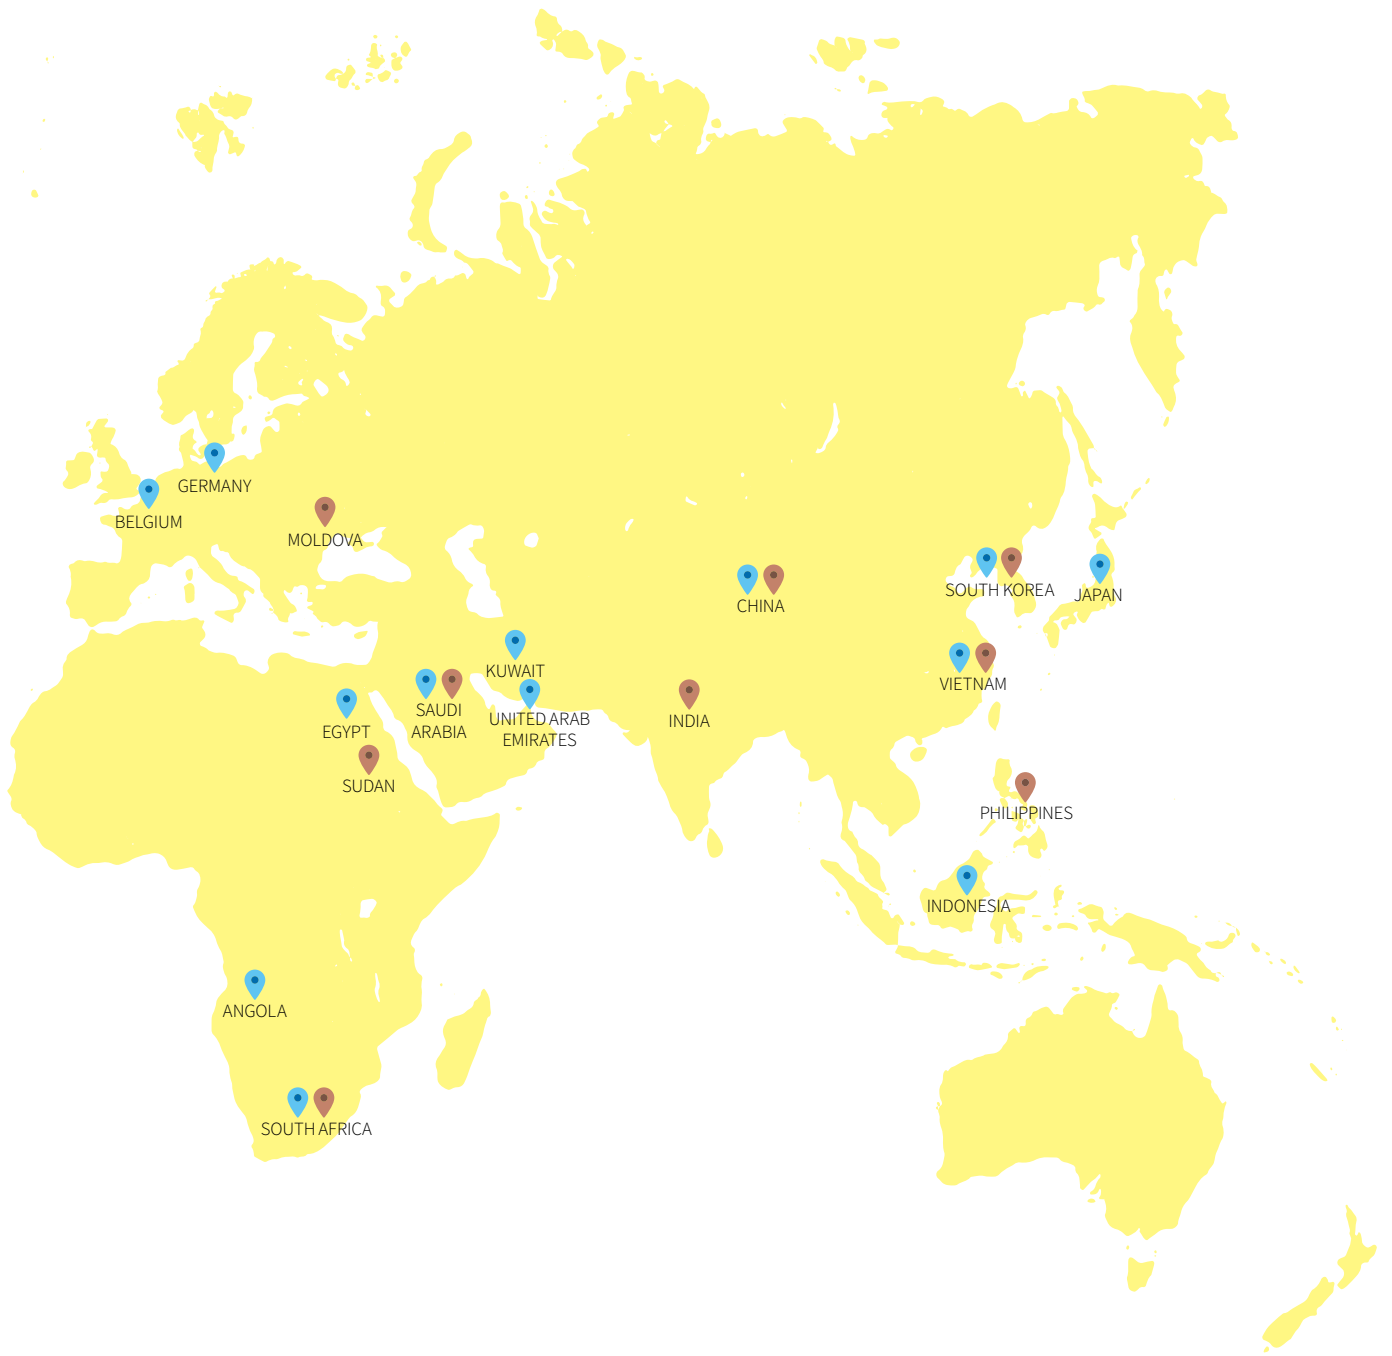 GERMANY
BELGIUM
MOLDOVA
SOUTH KOREA
JAPAN
CHINA
KUWAIT
VIETNAM
SAUDI
ARABIA
UNITED ARAB
EMIRATES
INDIA
EGYPT
SUDAN
PHILIPPINES
INDONESIA
ANGOLA
SOUTH AFRICA